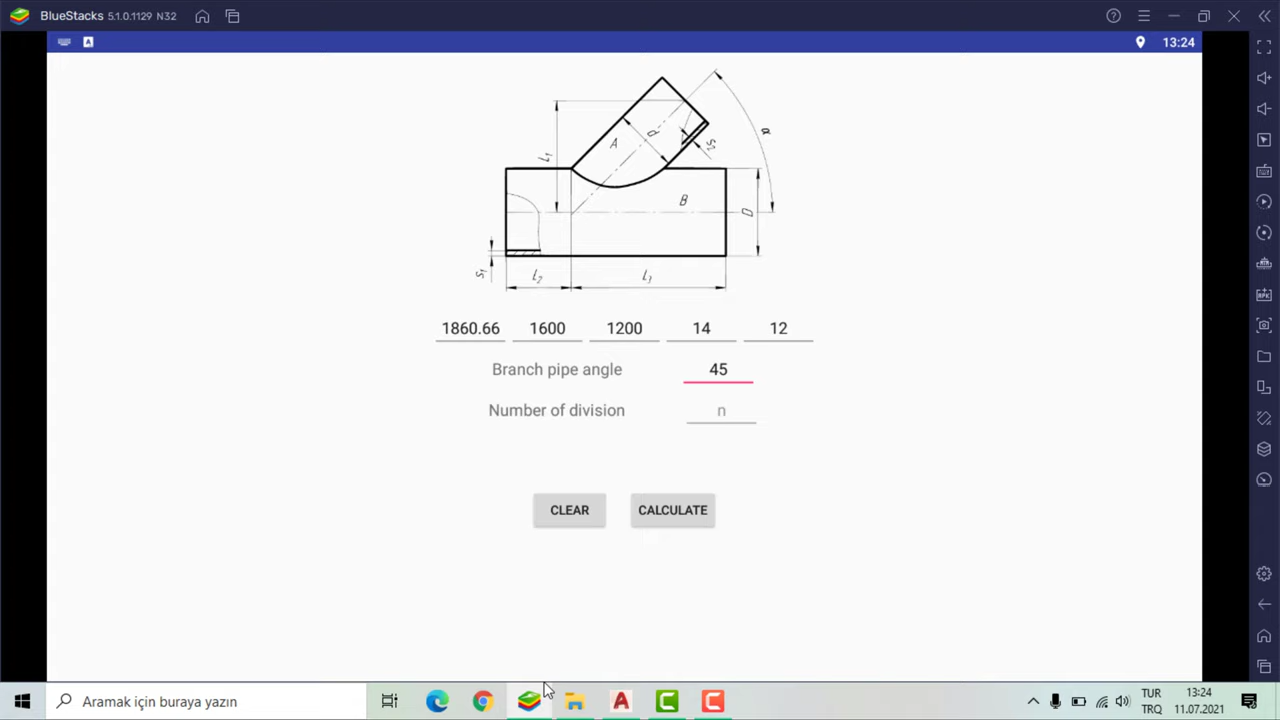 BlueStacks 5.1.0.1129 N32
A 13:24
A
B
d
D
α
l1
s2
s1
l2 l1
1860.66 1600 1200 14 12
Branch pipe angle 45
Number of division n
CLEAR CALCULATE
Aramak için buraya yazın
TUR 13:24
TRQ 11.07.2021